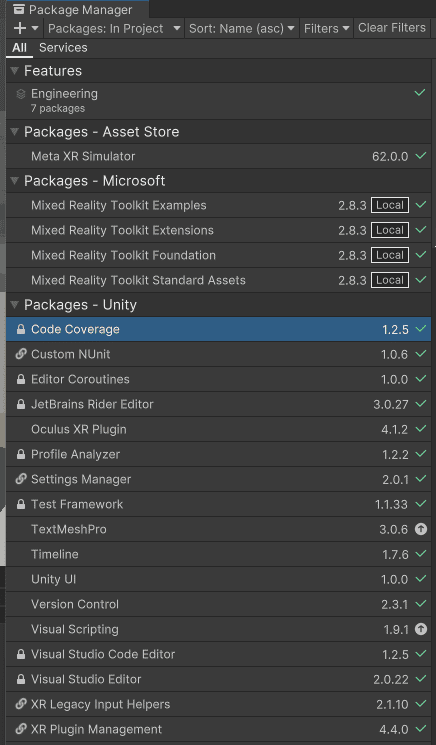 Package Manager
Packages: In Project Sort: Name (asc) Filters Clear Filters
All Services
Features
Engineering
7 packages
Packages - Asset Store
Meta XR Simulator 62.0.0
Packages - Microsoft
Mixed Reality Toolkit Examples 2.8.3 Local
Mixed Reality Toolkit Extensions 2.8.3 Local
Mixed Reality Toolkit Foundation 2.8.3 Local
Mixed Reality Toolkit Standard Assets 2.8.3 Local
Packages - Unity
Code Coverage 1.2.5
Custom NUnit 1.0.6
Editor Coroutines 1.0.0
JetBrains Rider Editor 3.0.27
Oculus XR Plugin 4.1.2
Profile Analyzer 1.2.2
Settings Manager 2.0.1
Test Framework 1.1.33
TextMeshPro 3.0.6
Timeline 1.7.6
Unity UI 1.0.0
Version Control 2.3.1
Visual Scripting 1.9.1
Visual Studio Code Editor 1.2.5
Visual Studio Editor 2.0.22
XR Legacy Input Helpers 2.1.10
XR Plugin Management 4.4.0